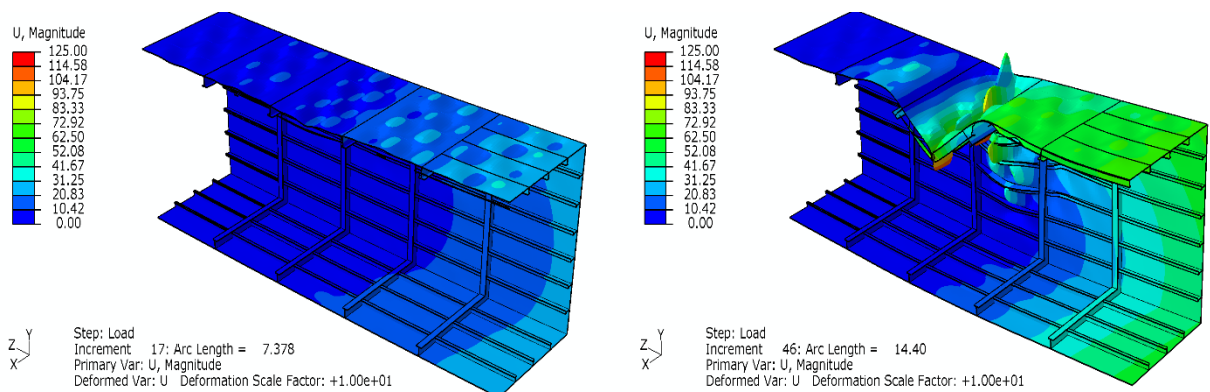 U, Magnitude
125.00
114.58
104.17
93.75
83.33
72.92
62.50
52.08
41.67
31.25
20.83
10.42
0.00
Y
Z
X
Step: Load
Increment 17: Arc Length = 7.378
Primary Var: U, Magnitude
Deformed Var: U Deformation Scale Factor: +1.00e+01
U, Magnitude
125.00
114.58
104.17
93.75
83.33
72.92
62.50
52.08
41.67
31.25
20.83
10.42
0.00
Y
Z
X
Step: Load
Increment 46: Arc Length = 14.40
Primary Var: U, Magnitude
Deformed Var: U Deformation Scale Factor: +1.00e+01